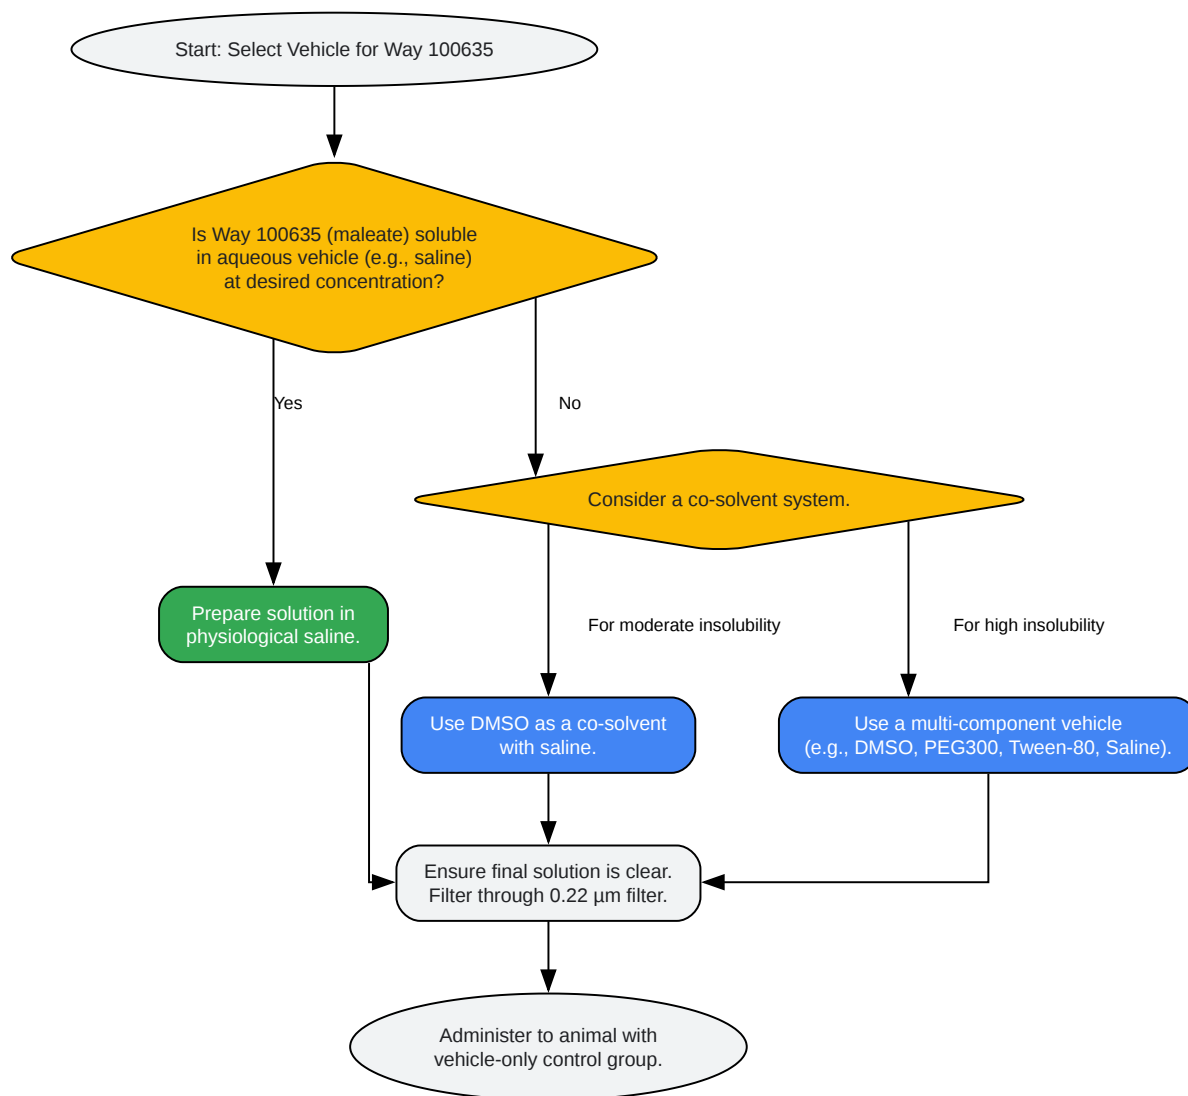 Start: Select Vehicle for Way 100635
Is Way 100635 (maleate) soluble
in aqueous vehicle (e.g., saline)
at desired concentration?
Yes
No
Consider a co-solvent system.
Prepare solution in
physiological saline.
For moderate insolubility
For high insolubility
Use DMSO as a co-solvent
with saline.
Use a multi-component vehicle
(e.g., DMSO, PEG300, Tween-80, Saline).
Ensure final solution is clear.
Filter through 0.22 µm filter.
Administer to animal with
vehicle-only control group.